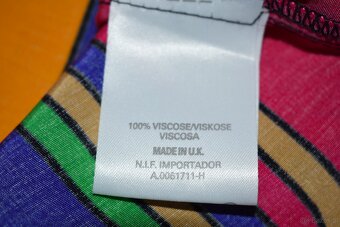 100% VISCOSE/VISKOSE
VISCOSA
MADE IN U.K.
N.I.F. IMPORTADOR
A.0061711-H